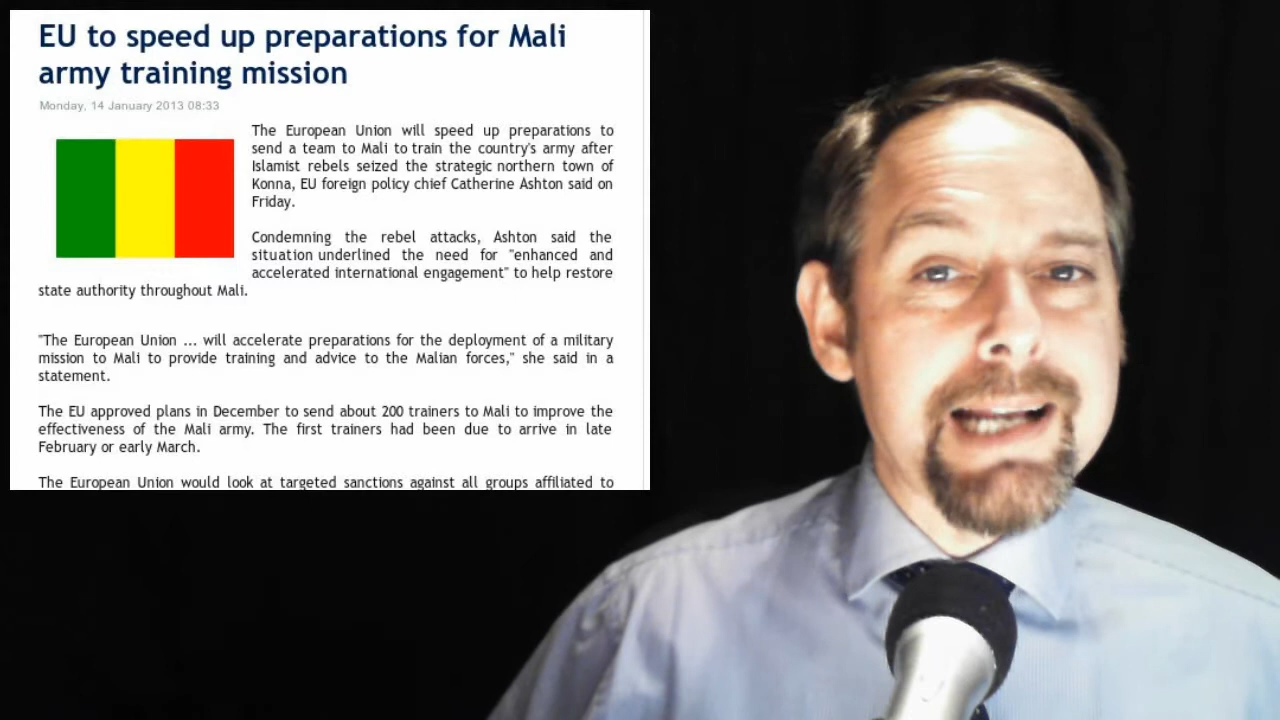 EU to speed up preparations for Mali
army training mission
Monday, 14 January 2013 08:33
The European Union will speed up preparations to
send a team to Mali to train the country's army after
Islamist rebels seized the strategic northern town of
Konna, EU foreign policy chief Catherine Ashton said on
Friday.
Condemning the rebel attacks, Ashton said the
situation underlined the need for "enhanced and
accelerated international engagement" to help restore
state authority throughout Mali.
"The European Union ... will accelerate preparations for the deployment of a military
mission to Mali to provide training and advice to the Malian forces," she said in a
statement.
The EU approved plans in December to send about 200 trainers to Mali to improve the
effectiveness of the Mali army. The first trainers had been due to arrive in late
February or early March.
The European Union would look at targeted sanctions against all groups affiliated to